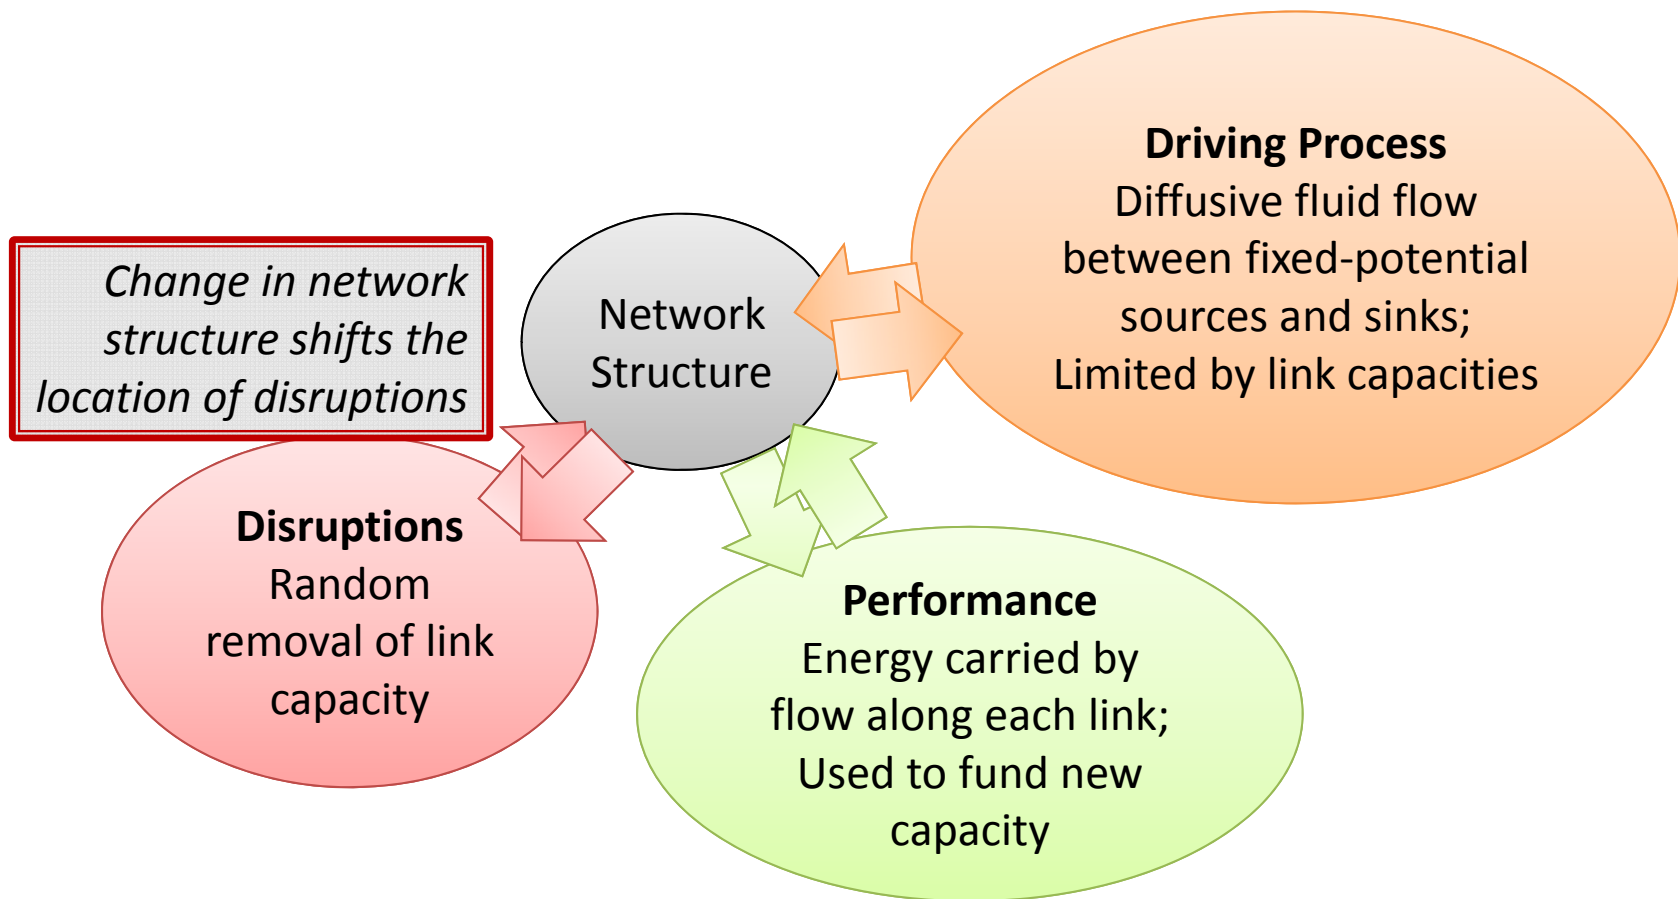 Driving Process
Diffusive fluid flow
between fixed-potential
sources and sinks;
Limited by link capacities
Change in network
structure shifts the
location of disruptions
Network
Structure
Disruptions
Random
removal of link
capacity
Performance
Energy carried by
flow along each link;
Used to fund new
capacity